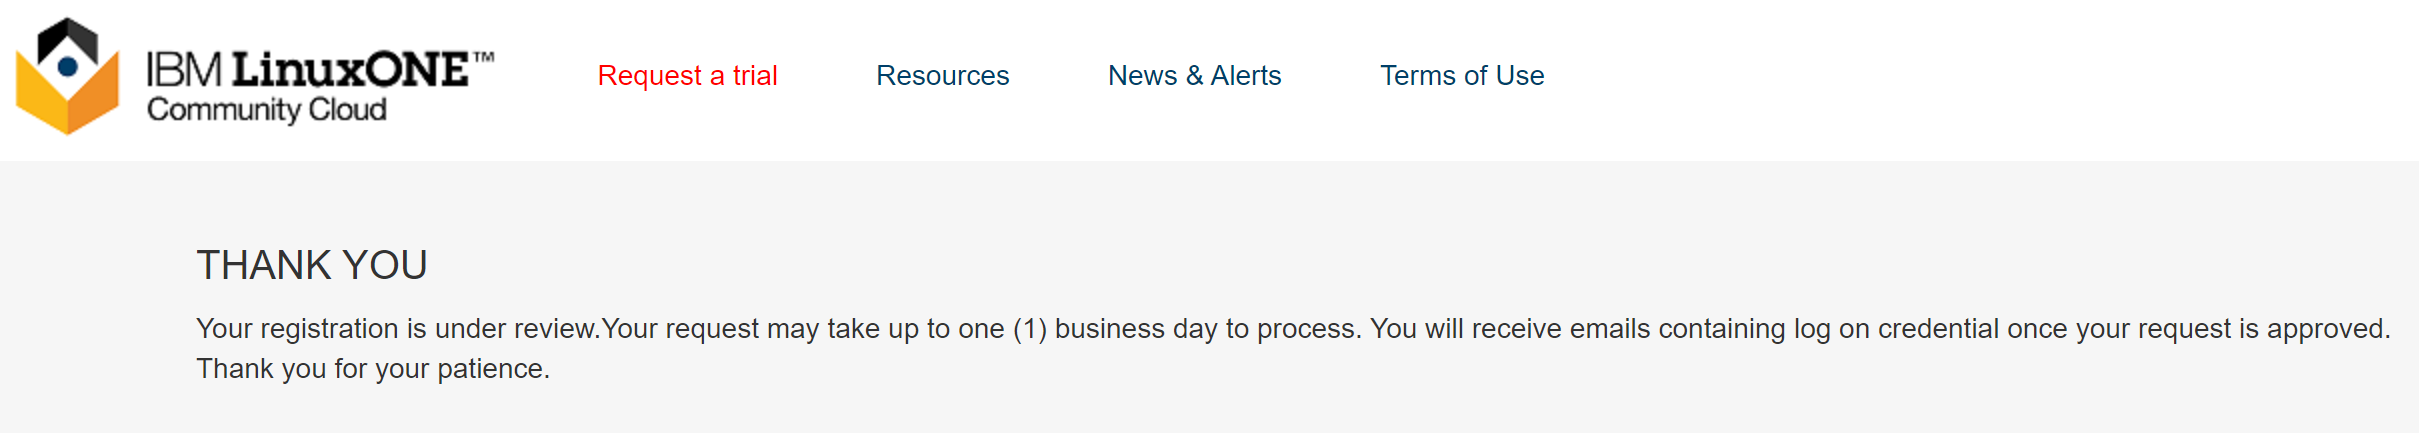 IBM LinuxONE™
Community Cloud
Request a trial
Resources
News & Alerts
Terms of Use
THANK YOU
Your registration is under review.Your request may take up to one (1) business day to process. You will receive emails containing log on credential once your request is approved.
Thank you for your patience.